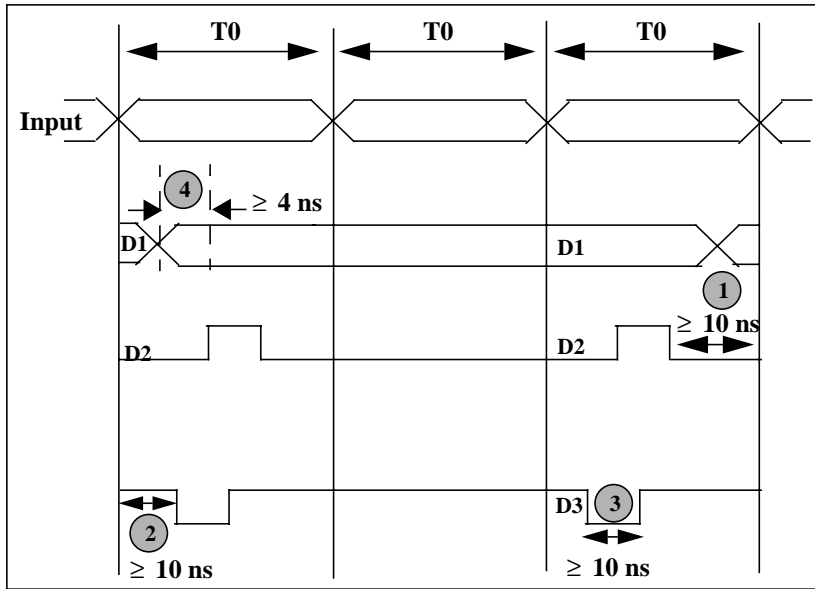 T0 T0 T0
Input
4
≥ 4 ns
D1 D1
1
≥ 10 ns
D2 D2
D3 3
2
≥ 10 ns ≥ 10 ns